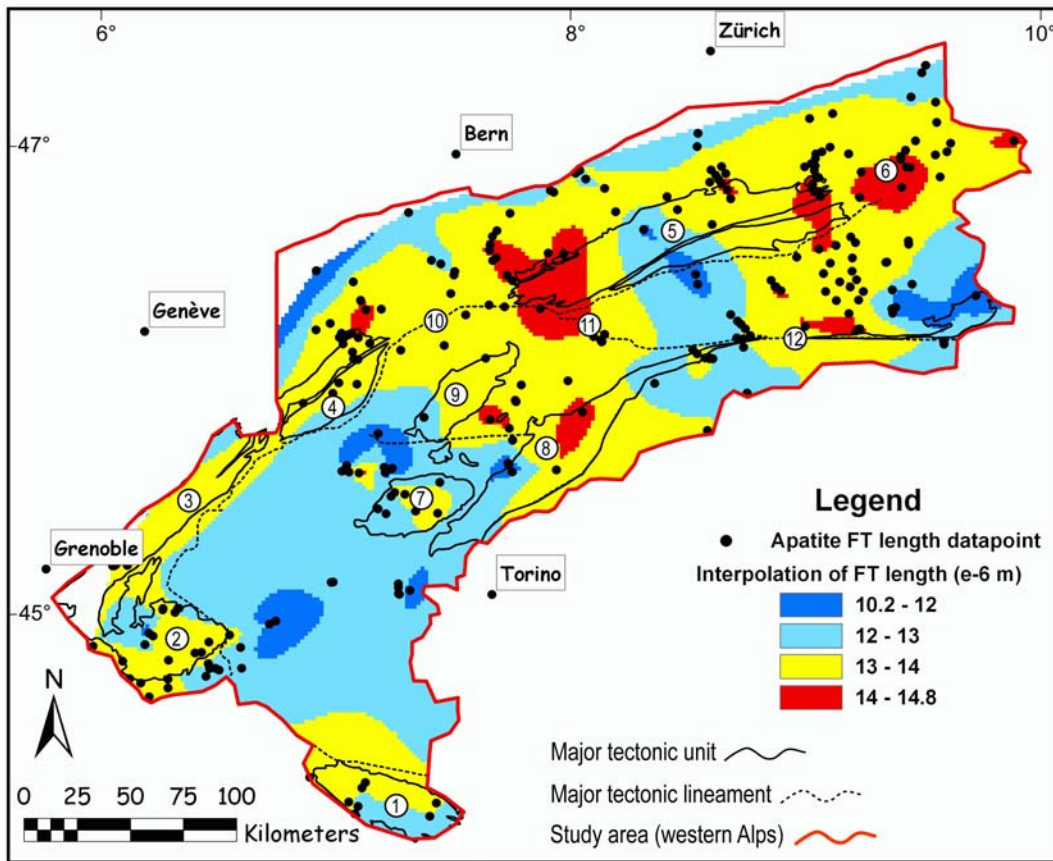 6°
8°
10°
Zürich
47°
Bern
6
5
Genève
10
11
12
9
4
8
7
3
Grenoble
Torino
45°
2
1
N
0 25 50 75 100
Kilometers
Legend
Apatite FT length datapoint
Interpolation of FT length (e-6 m)
10.2 - 12
12 - 13
13 - 14
14 - 14.8
Major tectonic unit
Major tectonic lineament
Study area (western Alps)